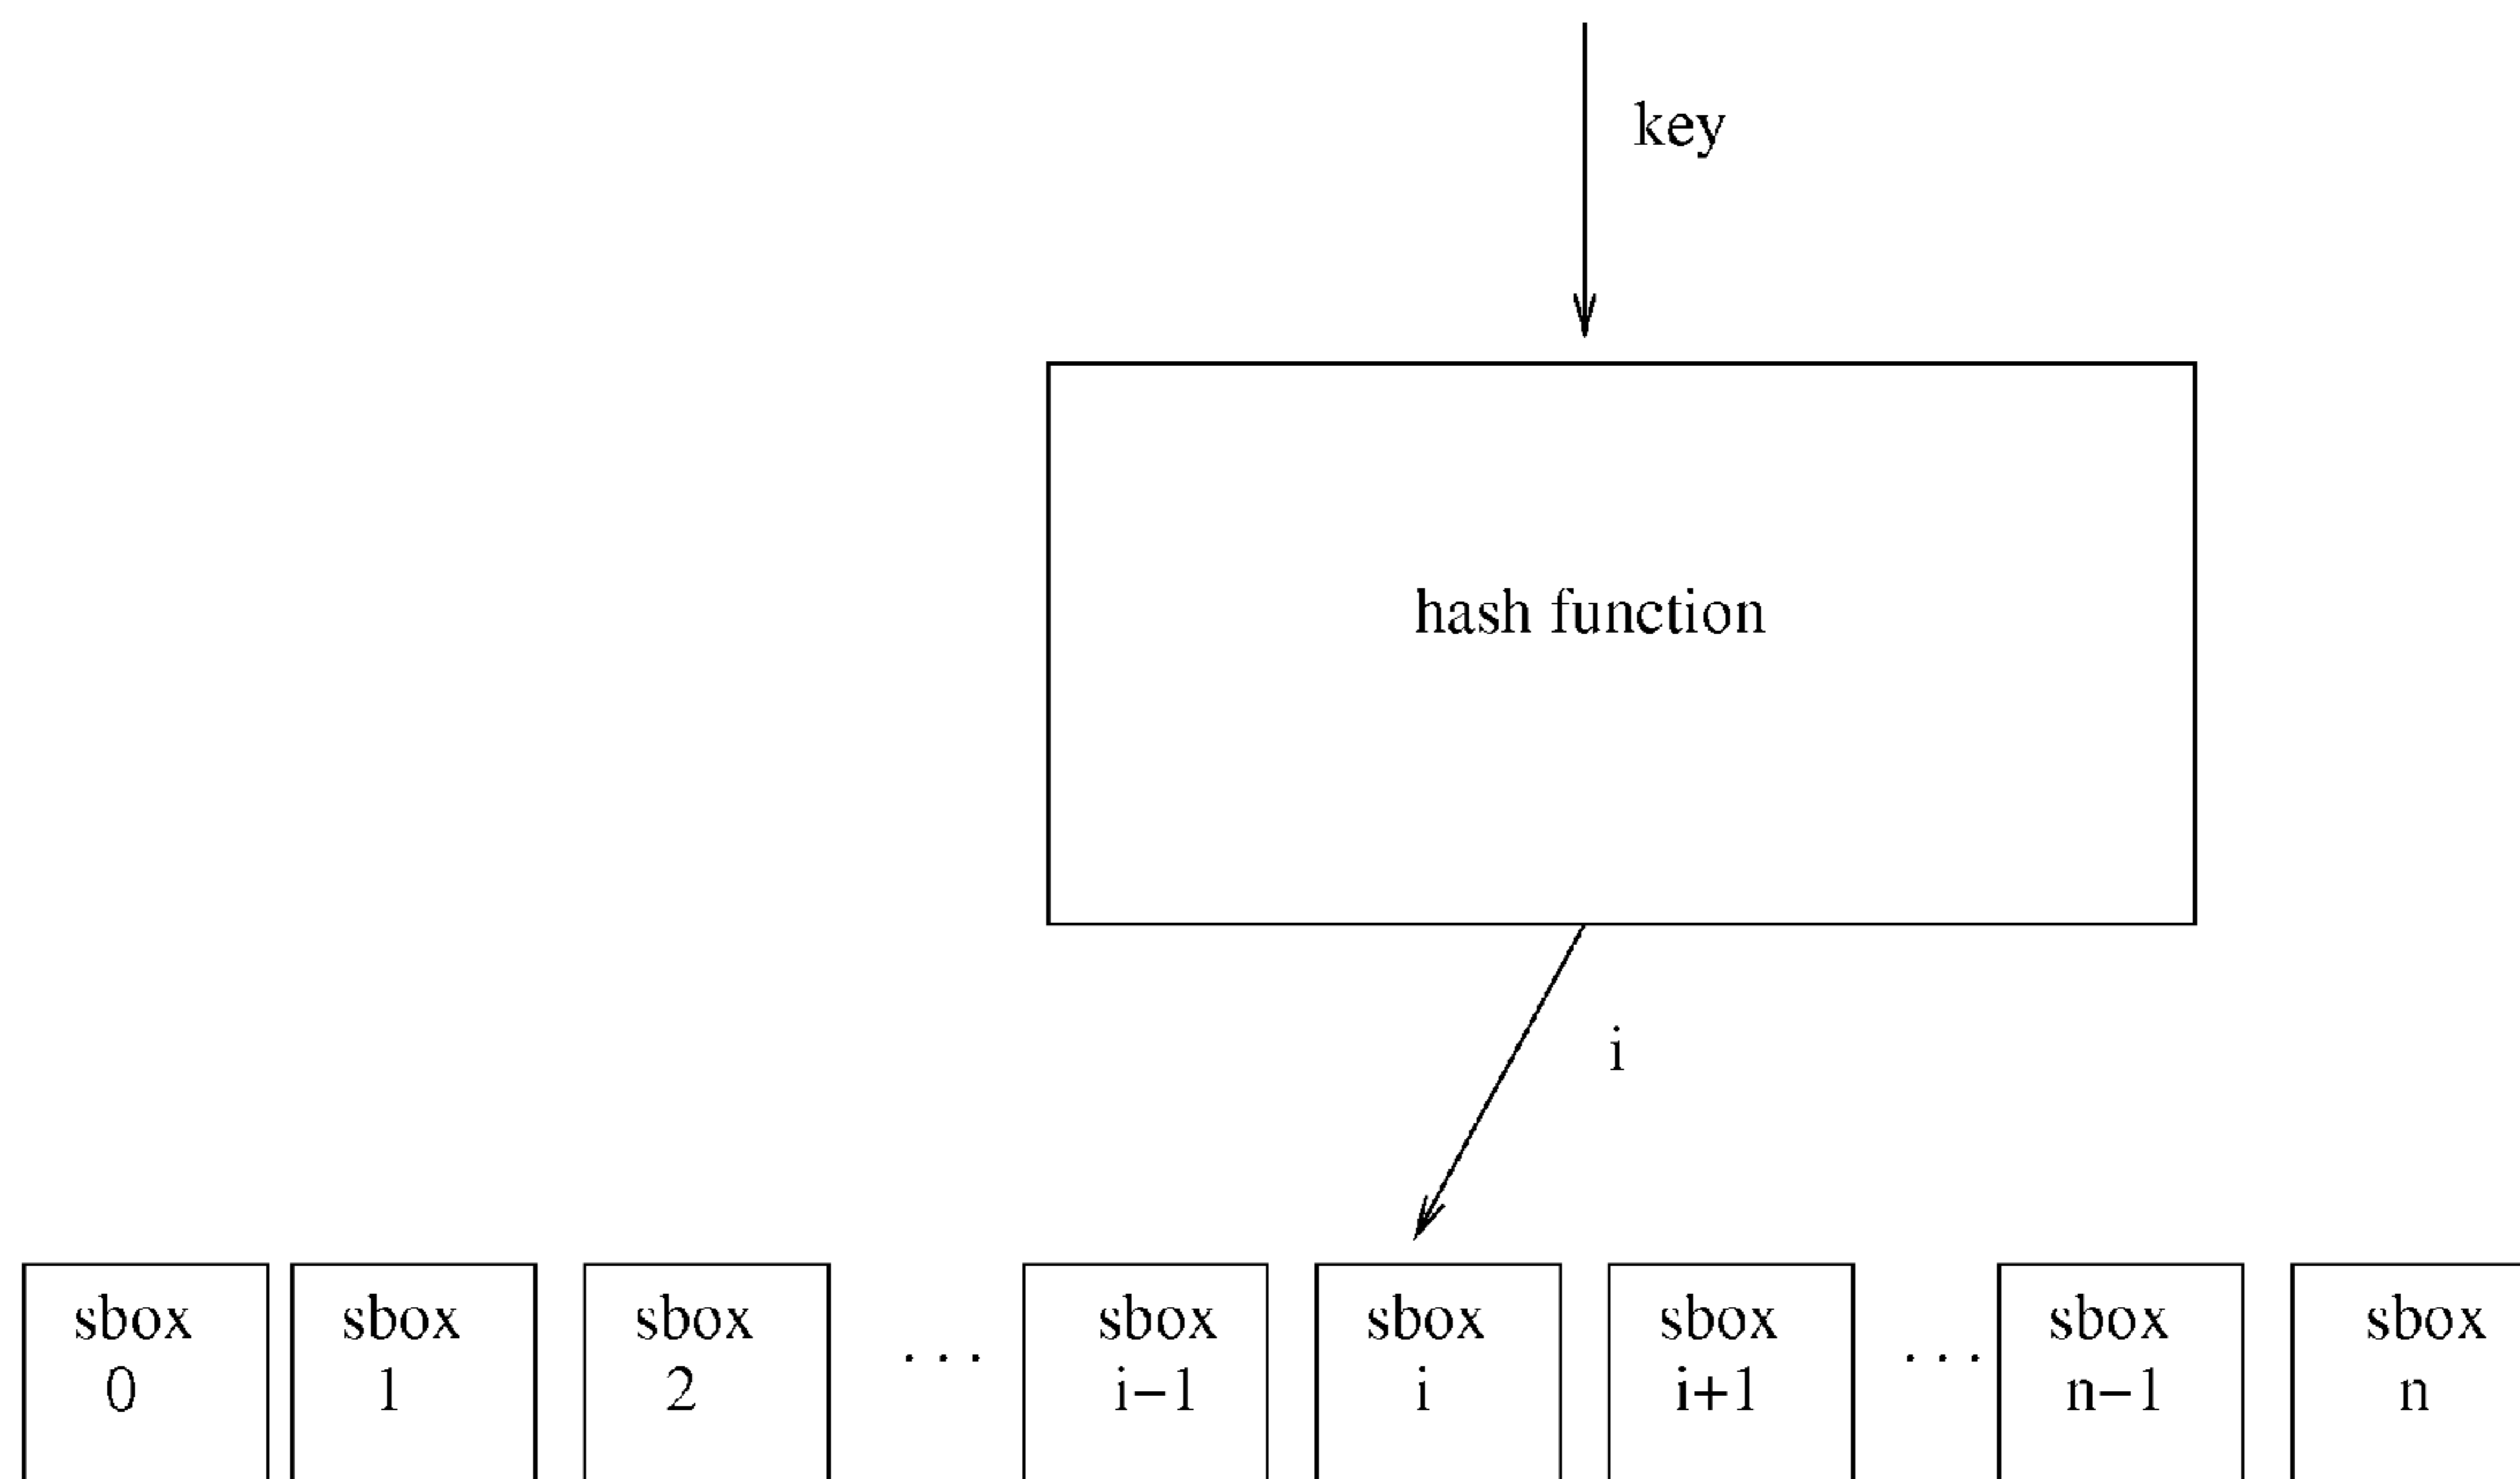 key
hash function
i
sbox sbox sbox sbox sbox sbox sbox sbox
0 1 2 . . . i−1 i i+1 . . . n−1 n